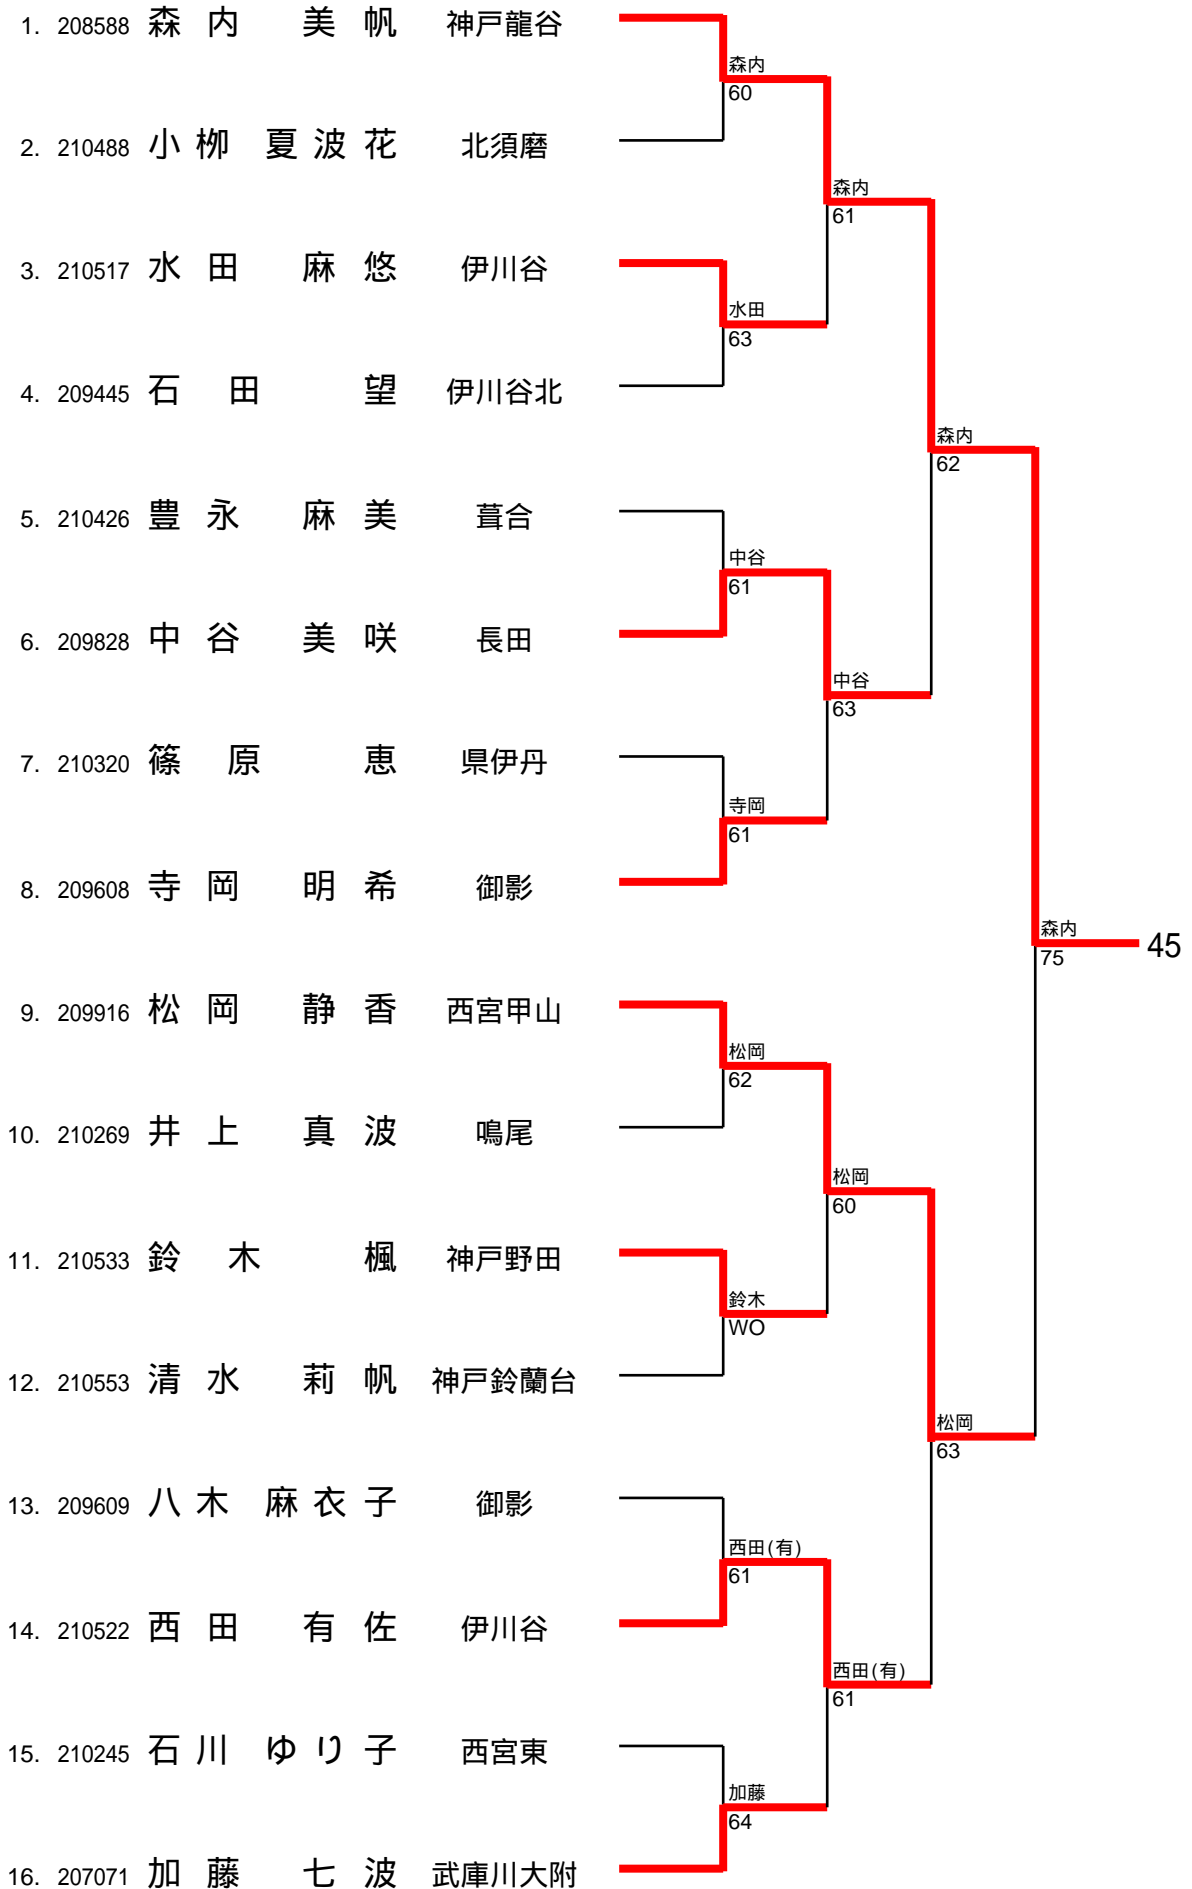 1. 208588 森内 美帆 神戸龍谷
森内
60
2. 210488 小栁 夏波花 北須磨
森内
61
3. 210517 水田 麻悠 伊川谷
水田
63
4. 209445 石田 望 伊川谷北
森内
62
5. 210426 豊永 麻美 葺合
中谷
61
6. 209828 中谷 美咲 長田
中谷
63
7. 210320 篠原 恵 県伊丹
寺岡
61
8. 209608 寺岡 明希 御影
森内
75
45
9. 209916 松岡 静香 西宮甲山
松岡
62
10. 210269 井上 真波 鳴尾
松岡
60
11. 210533 鈴木 楓 神戸野田
鈴木
WO
12. 210553 清水 莉帆 神戸鈴蘭台
松岡
63
13. 209609 八木 麻衣子 御影
西田(有)
61
14. 210522 西田 有佐 伊川谷
西田(有)
61
15. 210245 石川 ゆり子 西宮東
加藤
64
16. 207071 加藤 七波 武庫川大附